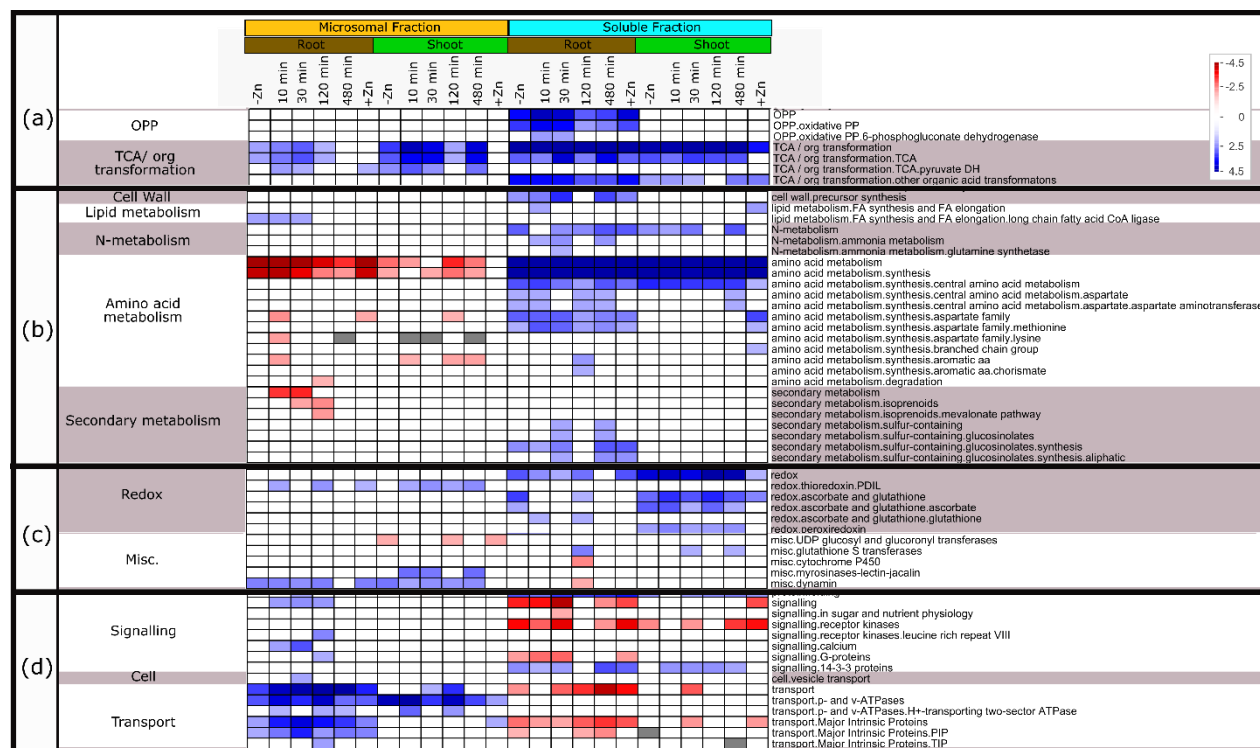 Microsomal Fraction Soluble Fraction
Root Shoot Root Shoot
-Zn 10 min 30 min 120 min 480 min +Zn -Zn 10 min 30 min 120 min 480 min +Zn -Zn 10 min 30 min 120 min 480 min +Zn -Zn 10 min 30 min 120 min 480 min +Zn
-4.5
-2.5
0
2.5
4.5
(a)
OPP
OPP
OPP.oxidative PP
OPP.oxidative PP.6-phosphogluconate dehydrogenase
TCA/ org
transformation
TCA / org transformation
TCA / org transformation.TCA
TCA / org transformation.TCA.pyruvate DH
TCA / org transformation.other organic acid transformatons
(b)
Cell Wall
cell wall.precursor synthesis
Lipid metabolism
lipid metabolism.FA synthesis and FA elongation
lipid metabolism.FA synthesis and FA elongation.long chain fatty acid CoA ligase
N-metabolism
N-metabolism
N-metabolism.ammonia metabolism
N-metabolism.ammonia metabolism.glutamine synthetase
Amino acid
metabolism
amino acid metabolism
amino acid metabolism.synthesis
amino acid metabolism.synthesis.central amino acid metabolism
amino acid metabolism.synthesis.central amino acid metabolism.aspartate
amino acid metabolism.synthesis.central amino acid metabolism.aspartate.aspartate aminotransferase
amino acid metabolism.synthesis.aspartate family
amino acid metabolism.synthesis.aspartate family.methionine
amino acid metabolism.synthesis.aspartate family.lysine
amino acid metabolism.synthesis.branched chain group
amino acid metabolism.synthesis.aromatic aa
amino acid metabolism.synthesis.aromatic aa.chorismate
amino acid metabolism.degradation
Secondary metabolism
secondary metabolism
secondary metabolism.isoprenoids
secondary metabolism.isoprenoids.mevalonate pathway
secondary metabolism.sulfur-containing
secondary metabolism.sulfur-containing.glucosinolates
secondary metabolism.sulfur-containing.glucosinolates.synthesis
secondary metabolism.sulfur-containing.glucosinolates.synthesis.aliphatic
(c)
Redox
redox
redox.thioredoxin.PDIL
redox.ascorbate and glutathione
redox.ascorbate and glutathione.ascorbate
redox.ascorbate and glutathione.glutathione
redox.peroxiredoxin
Misc.
misc.UDP glucosyl and glucoronyl transferases
misc.glutathione S transferases
misc.cytochrome P450
misc.myrosinases-lectin-jacalin
misc.dynamin
(d)
Signalling
signalling
signalling.in sugar and nutrient physiology
signalling.receptor kinases
signalling.receptor kinases.leucine rich repeat VIII
signalling.calcium
signalling.G-proteins
signalling.14-3-3 proteins
Cell
cell.vesicle transport
Transport
transport
transport.p- and v-ATPases
transport.p- and v-ATPases.H+-transporting two-sector ATPase
transport.Major Intrinsic Proteins
transport.Major Intrinsic Proteins.PIP
transport.Major Intrinsic Proteins.TIP